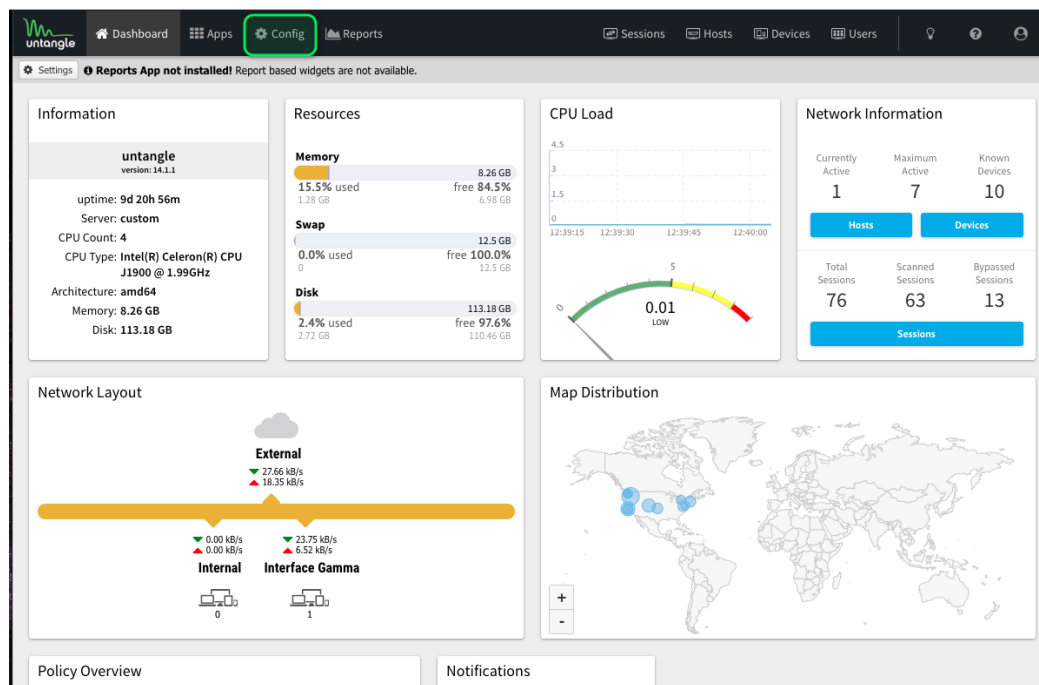 untangle
Dashboard
Apps
Config
Reports
Sessions
Hosts
Devices
Users
Settings
Reports App not installed! Report based widgets are not available.
Information
untangle
version: 14.1.1
uptime: 9d 20h 56m
Server: custom
CPU Count: 4
CPU Type: Intel(R) Celeron(R) CPU
J1900 @ 1.99GHz
Architecture: amd64
Memory: 8.26 GB
Disk: 113.18 GB
Resources
Memory
8.26 GB
15.5% used free 84.5%
1.28 GB 6.98 GB
Swap
12.5 GB
0.0% used free 100.0%
0 12.5 GB
Disk
113.18 GB
2.4% used free 97.6%
2.72 GB 110.46 GB
CPU Load
4.5
3
1.5
0
12:39:15 12:39:30 12:39:45 12:40:00
5
0
0.01
LOW
Network Information
Currently Active
Maximum Active
Known Devices
1 7 10
Hosts
Devices
Total Sessions
Scanned Sessions
Bypassed Sessions
76 63 13
Sessions
Network Layout
External
27.66 kB/s
18.35 kB/s
0.00 kB/s
0.00 kB/s
Internal
0
23.75 kB/s
6.52 kB/s
Interface Gamma
1
Map Distribution
+
-
Policy Overview
Notifications